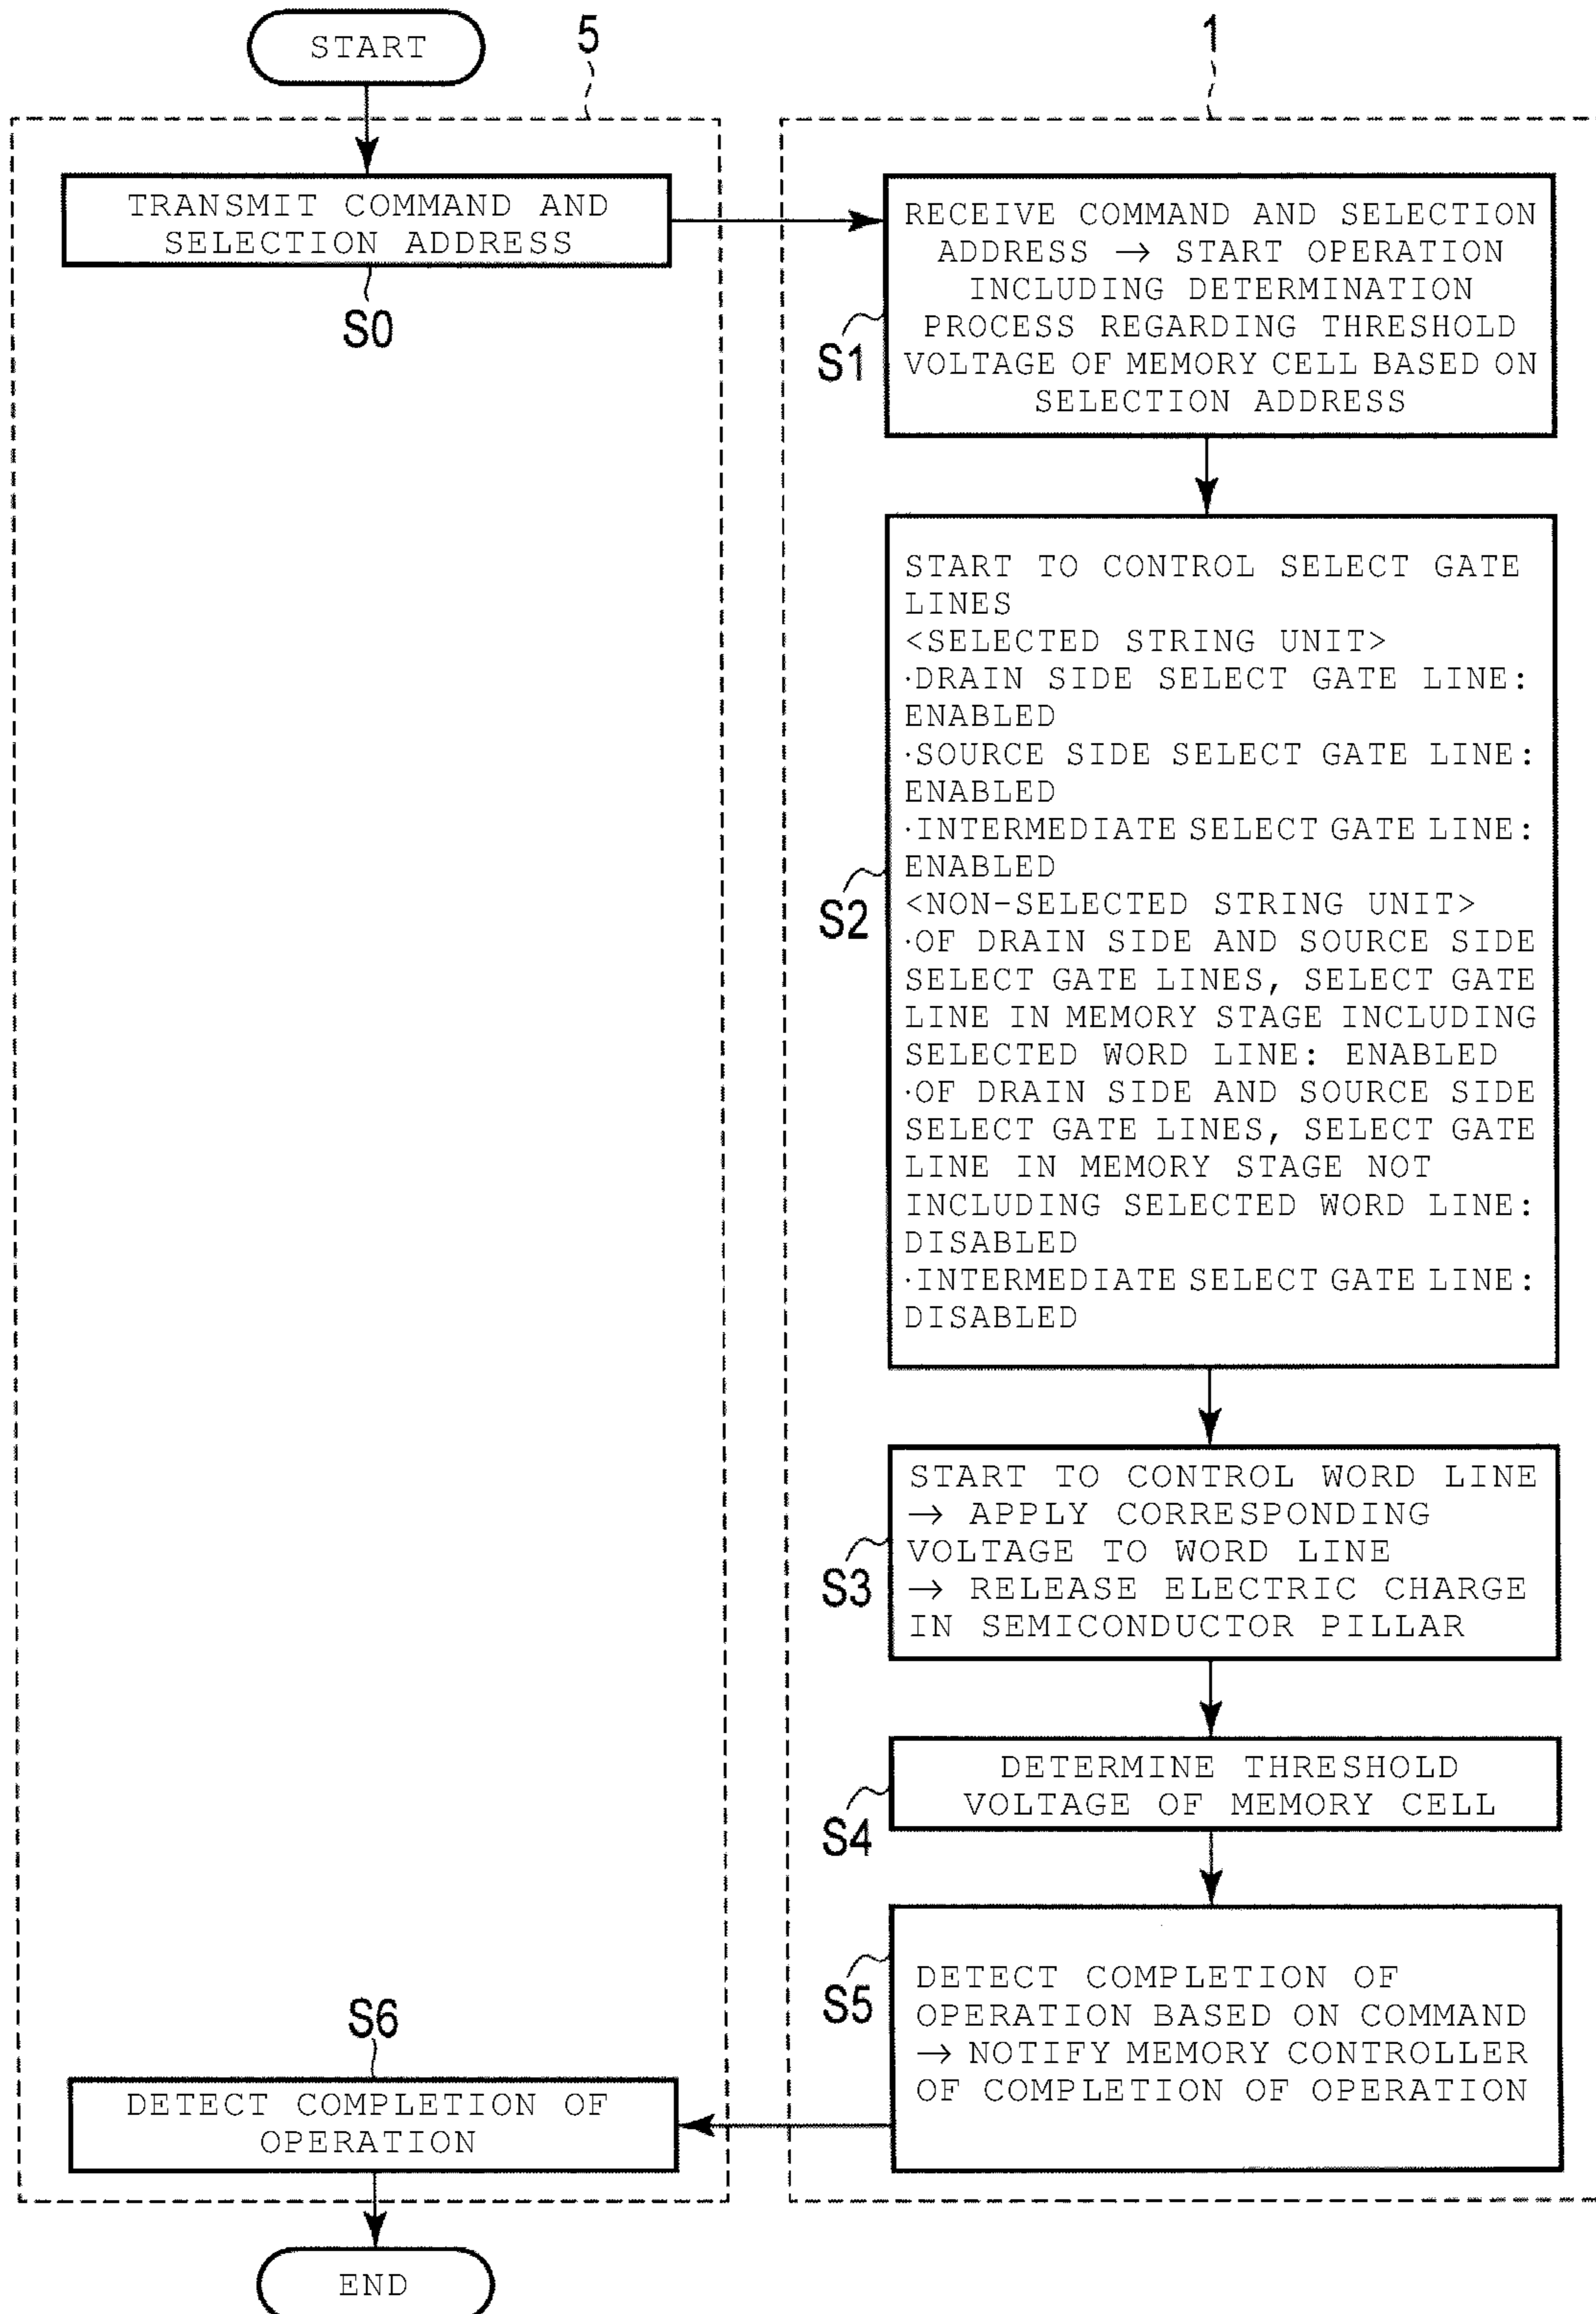 START
5
1
TRANSMIT COMMAND AND
SELECTION ADDRESS
S0
RECEIVE COMMAND AND SELECTION
ADDRESS → START OPERATION
INCLUDING DETERMINATION
PROCESS REGARDING THRESHOLD
VOLTAGE OF MEMORY CELL BASED ON
SELECTION ADDRESS
S1
START TO CONTROL SELECT GATE
LINES
<SELECTED STRING UNIT>
·DRAIN SIDE SELECT GATE LINE:
ENABLED
·SOURCE SIDE SELECT GATE LINE:
ENABLED
·INTERMEDIATE SELECT GATE LINE:
ENABLED
<NON-SELECTED STRING UNIT>
·OF DRAIN SIDE AND SOURCE SIDE
SELECT GATE LINES, SELECT GATE
LINE IN MEMORY STAGE INCLUDING
SELECTED WORD LINE: ENABLED
·OF DRAIN SIDE AND SOURCE SIDE
SELECT GATE LINES, SELECT GATE
LINE IN MEMORY STAGE NOT
INCLUDING SELECTED WORD LINE:
DISABLED
·INTERMEDIATE SELECT GATE LINE:
DISABLED
S2
START TO CONTROL WORD LINE
→ APPLY CORRESPONDING
VOLTAGE TO WORD LINE
→ RELEASE ELECTRIC CHARGE
IN SEMICONDUCTOR PILLAR
S3
DETERMINE THRESHOLD
VOLTAGE OF MEMORY CELL
S4
DETECT COMPLETION OF
OPERATION BASED ON COMMAND
→ NOTIFY MEMORY CONTROLLER
OF COMPLETION OF OPERATION
S5
S6
DETECT COMPLETION OF
OPERATION
END